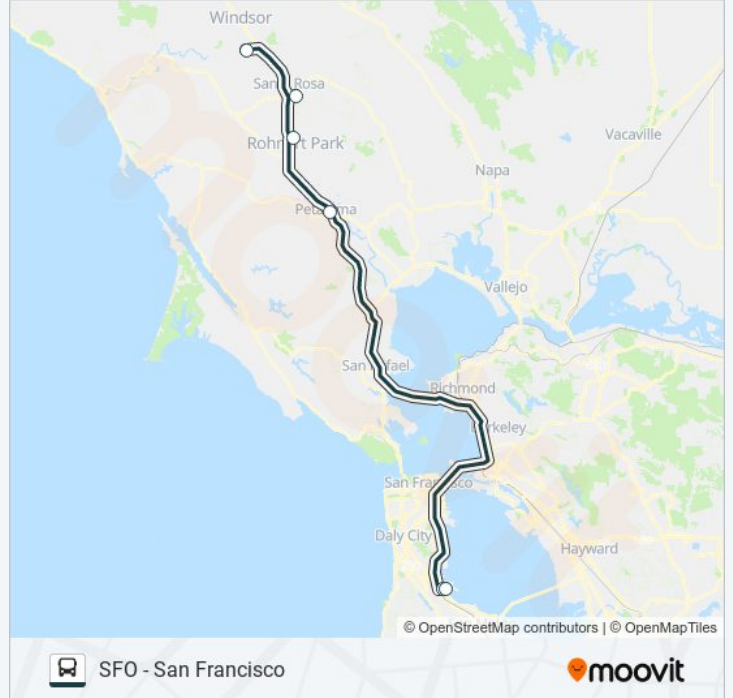 Windsor
Santa Rosa
Rohnert Park
Vacaville
Napa
Petaluma
Vallejo
San Rafael
Richmond
Berkeley
San Francisco
Daly City
Hayward
© OpenStreetMap contributors | © OpenMapTiles
SFO - San Francisco
moovit